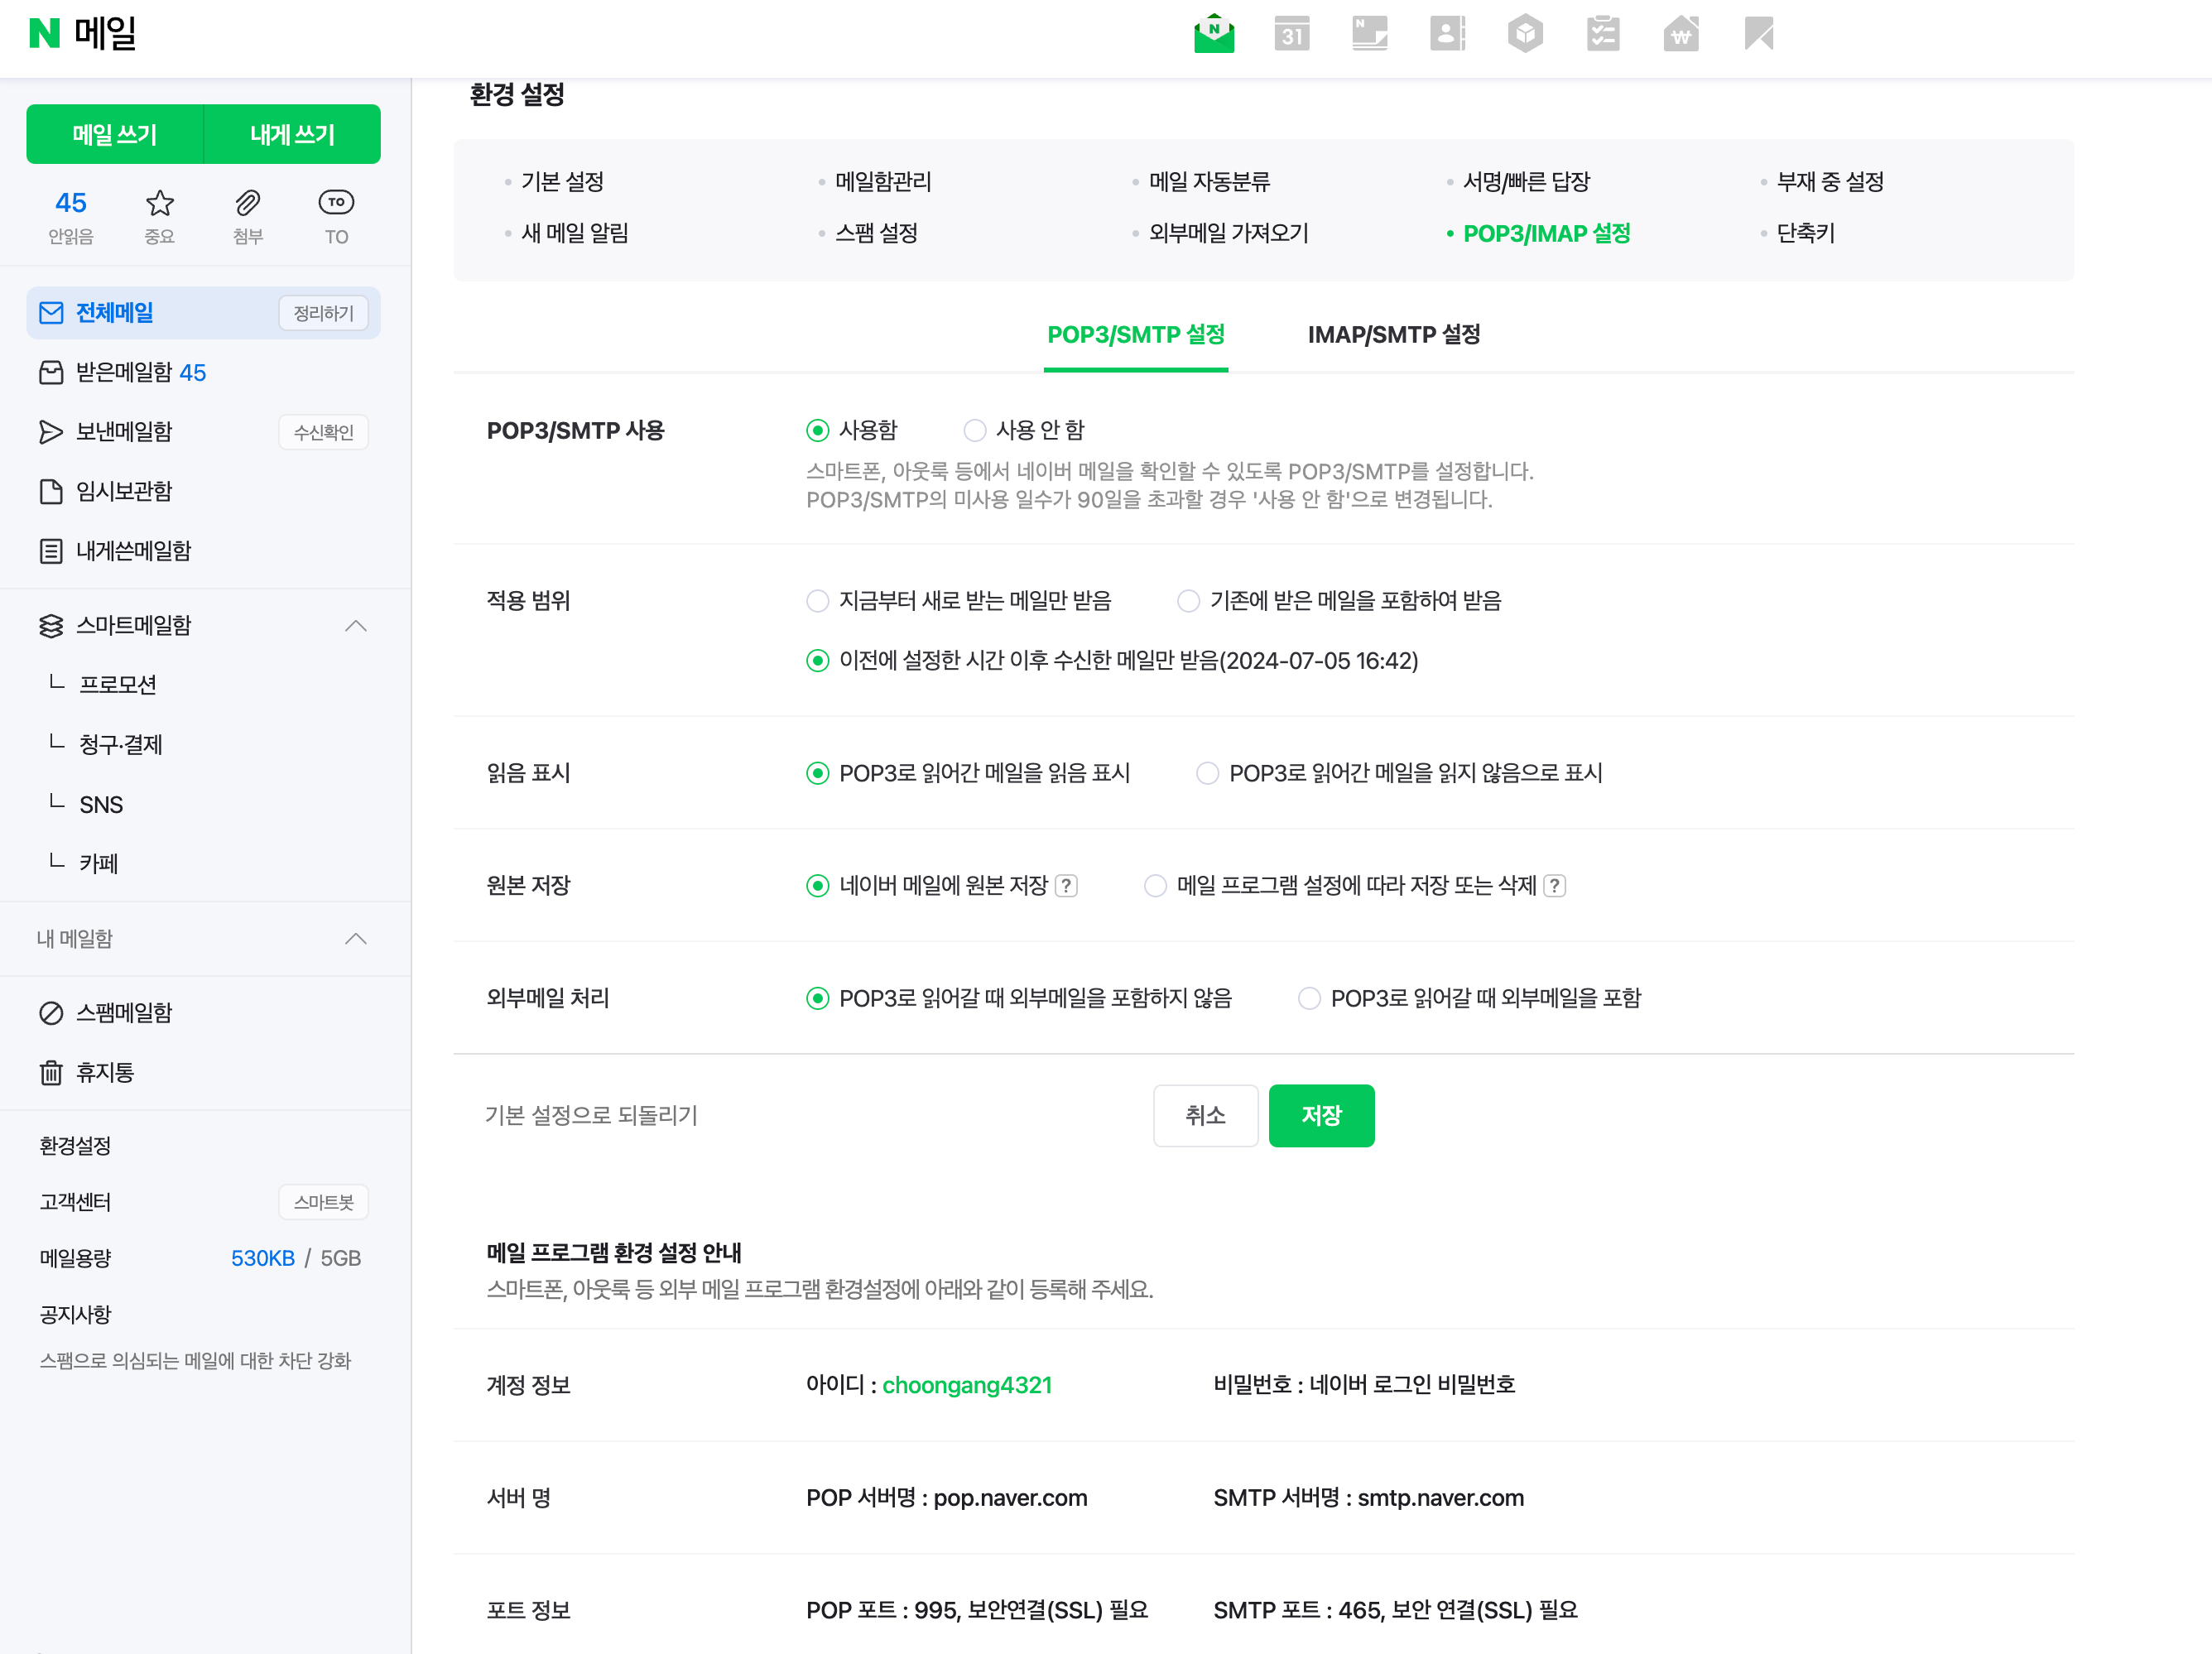 N 메일
31
N
환경 설정
메일 쓰기
내게 쓰기
45
안읽음
중요
첨부
TO
TO
전체메일
정리하기
받은메일함 45
보낸메일함
수신확인
임시보관함
내게쓴메일함
스마트메일함
프로모션
청구·결제
SNS
카페
내 메일함
스팸메일함
휴지통
환경설정
고객센터
스마트봇
메일용량
530KB / 5GB
공지사항
스팸으로 의심되는 메일에 대한 차단 강화
기본 설정
메일함관리
메일 자동분류
서명/빠른 답장
부재 중 설정
새 메일 알림
스팸 설정
외부메일 가져오기
POP3/IMAP 설정
단축키
POP3/SMTP 설정
IMAP/SMTP 설정
POP3/SMTP 사용
사용함
사용 안 함
스마트폰, 아웃룩 등에서 네이버 메일을 확인할 수 있도록 POP3/SMTP를 설정합니다.
POP3/SMTP의 미사용 일수가 90일을 초과할 경우 '사용 안 함'으로 변경됩니다.
적용 범위
지금부터 새로 받는 메일만 받음
기존에 받은 메일을 포함하여 받음
이전에 설정한 시간 이후 수신한 메일만 받음(2024-07-05 16:42)
읽음 표시
POP3로 읽어간 메일을 읽음 표시
POP3로 읽어간 메일을 읽지 않음으로 표시
원본 저장
네이버 메일에 원본 저장 ?
메일 프로그램 설정에 따라 저장 또는 삭제 ?
외부메일 처리
POP3로 읽어갈 때 외부메일을 포함하지 않음
POP3로 읽어갈 때 외부메일을 포함
기본 설정으로 되돌리기
취소
저장
메일 프로그램 환경 설정 안내
스마트폰, 아웃룩 등 외부 메일 프로그램 환경설정에 아래와 같이 등록해 주세요.
계정 정보
아이디 : choongang4321
비밀번호 : 네이버 로그인 비밀번호
서버 명
POP 서버명 : pop.naver.com
SMTP 서버명 : smtp.naver.com
포트 정보
POP 포트 : 995, 보안연결(SSL) 필요
SMTP 포트 : 465, 보안 연결(SSL) 필요